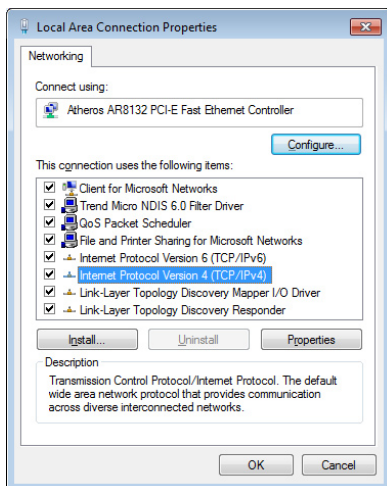 Local Area Connection Properties
Networking
Connect using:
Atheros AR8132 PCI-E Fast Ethernet Controller
Configure...
This connection uses the following items:
Client for Microsoft Networks
Trend Micro NDIS 6.0 Filter Driver
QoS Packet Scheduler
File and Printer Sharing for Microsoft Networks
Internet Protocol Version 6 (TCP/IPv6)
Internet Protocol Version 4 (TCP/IPv4)
Link-Layer Topology Discovery Mapper I/O Driver
Link-Layer Topology Discovery Responder
Install... Uninstall Properties
Description
Transmission Control Protocol/Internet Protocol. The default
wide area network protocol that provides communication
across diverse interconnected networks.
OK Cancel